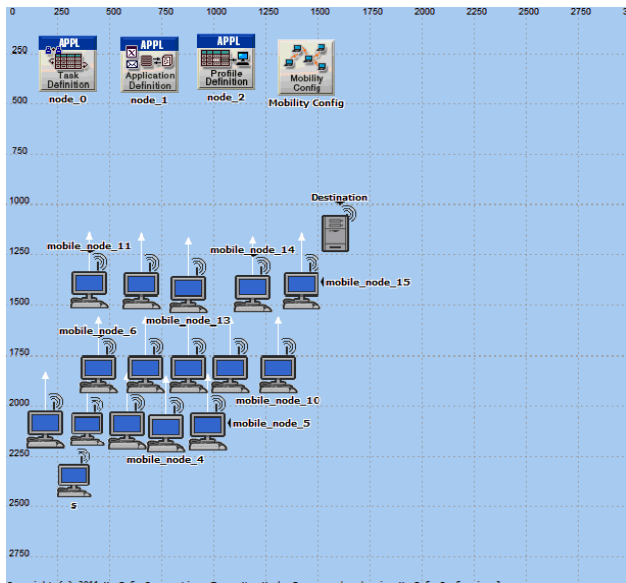 0 250 500 750 1000 1250 1500 1750 2000 2250 2500 2750
250
APPL
Task
Definition
node_0
APPL
Application
Definition
node_1
APPL
Profile
Definition
node_2
Mobility
Config
Mobility Config
500
750
1000
Destination
1250
mobile_node_11
mobile_node_14
mobile_node_15
1500
mobile_node_13
mobile_node_6
1750
mobile_node_10
2000
mobile_node_5
mobile_node_4
2250
s
2500
2750